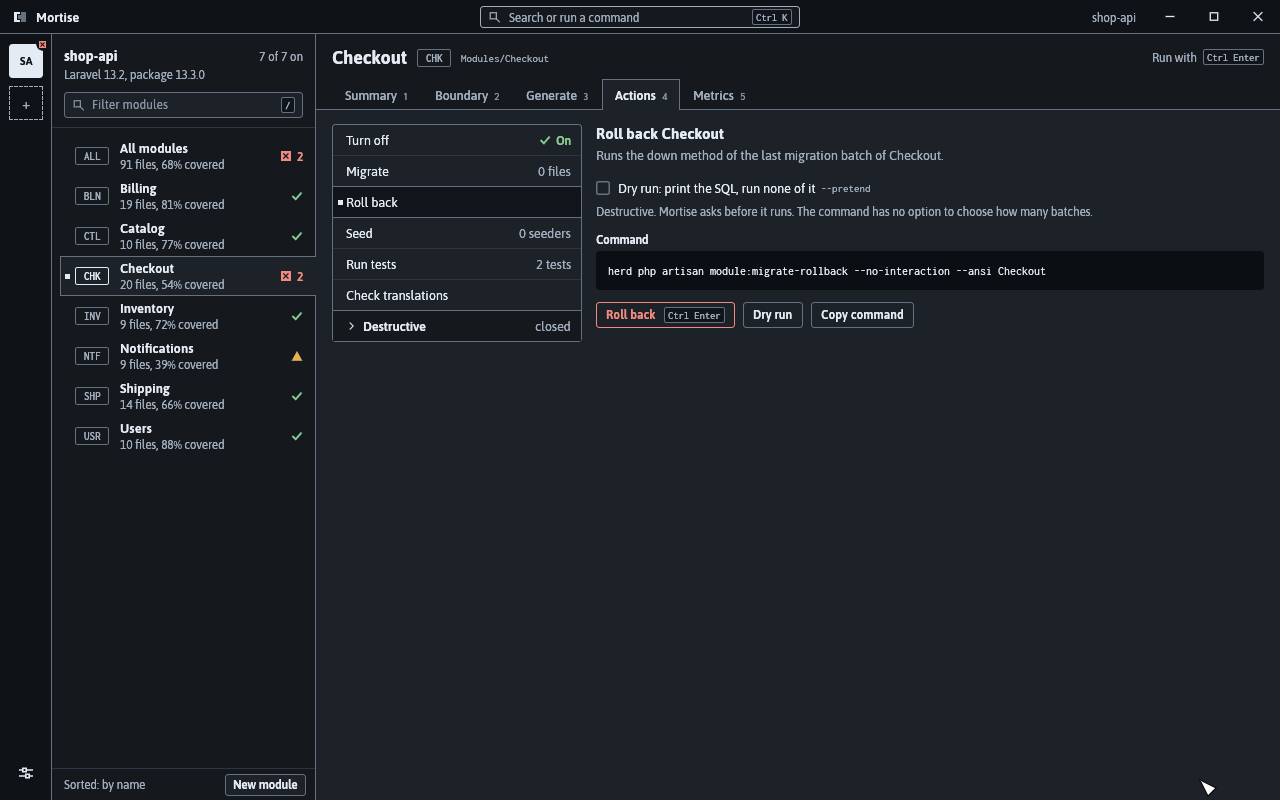 Mortise
Search or run a command
Ctrl K
shop-api
SA
+
shop-api
7 of 7 on
Laravel 13.2, package 13.3.0
Filter modules
/
ALL
All modules
91 files, 68% covered
2
BLN
Billing
19 files, 81% covered
CTL
Catalog
10 files, 77% covered
CHK
Checkout
20 files, 54% covered
2
INV
Inventory
9 files, 72% covered
NTF
Notifications
9 files, 39% covered
SHP
Shipping
14 files, 66% covered
USR
Users
10 files, 88% covered
Sorted: by name
New module
Checkout
CHK
Modules/Checkout
Run with
Ctrl Enter
Summary 1
Boundary 2
Generate 3
Actions 4
Metrics 5
Turn off
On
Migrate
0 files
Roll back
Seed
0 seeders
Run tests
2 tests
Check translations
Destructive
closed
Roll back Checkout
Runs the down method of the last migration batch of Checkout.
Dry run: print the SQL, run none of it --pretend
Destructive. Mortise asks before it runs. The command has no option to choose how many batches.
Command
herd php artisan module:migrate-rollback --no-interaction --ansi Checkout
Roll back Ctrl Enter
Dry run
Copy command